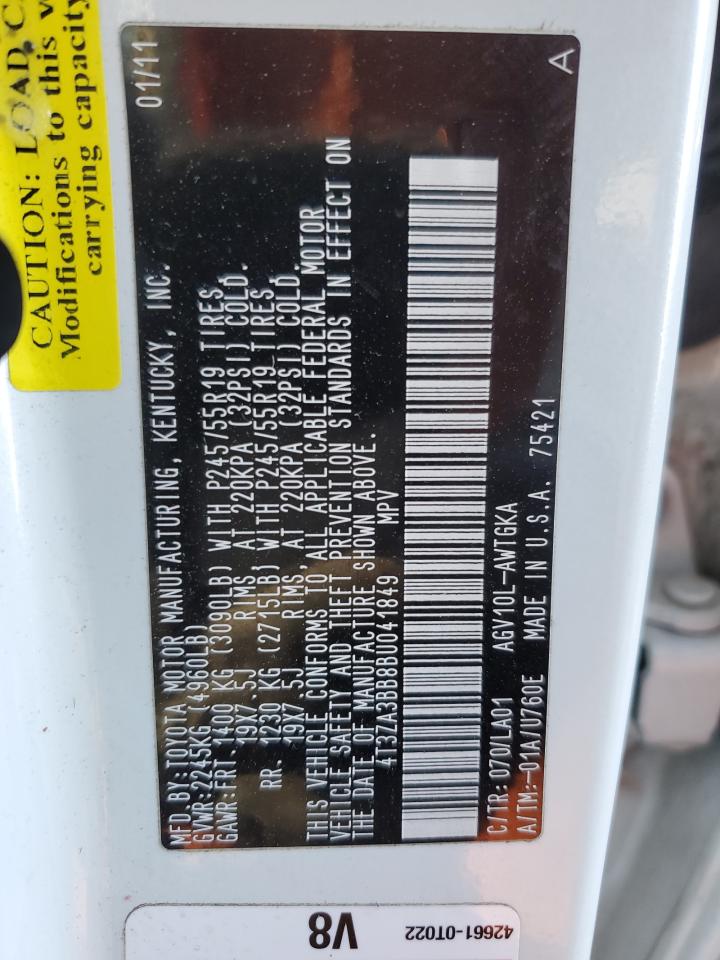 CAUTION: LOAD
Modifications to this
carrying capacity
01/11
MFD. BY: TOYOTA MOTOR MANUFACTURING, KENTUCKY, INC.
GVWR: 2245KG (4960LB)
GAWR: FRT. 1400 KG (3090LB) WITH P245/55R19 TIRES
19X7.5J RIMS, AT 220KPA (32PSI) COLD.
RR. 1230 KG (2715LB) WITH P245/55R19 TIRES
19X7.5J RIMS, AT 220KPA (32PSI) COLD.
THIS VEHICLE CONFORMS TO ALL APPLICABLE FEDERAL MOTOR
VEHICLE SAFETY AND THEFT PREVENTION STANDARDS IN EFFECT ON
THE DATE OF MANUFACTURE SHOWN ABOVE.
4T3ZA3BB8BU041849 MPV
C/TR: 070/LA01 AGV10L-AWTGKA
A/TM:-01A/U760E MADE IN U.S.A. 75421
A
V8
42661-0T022